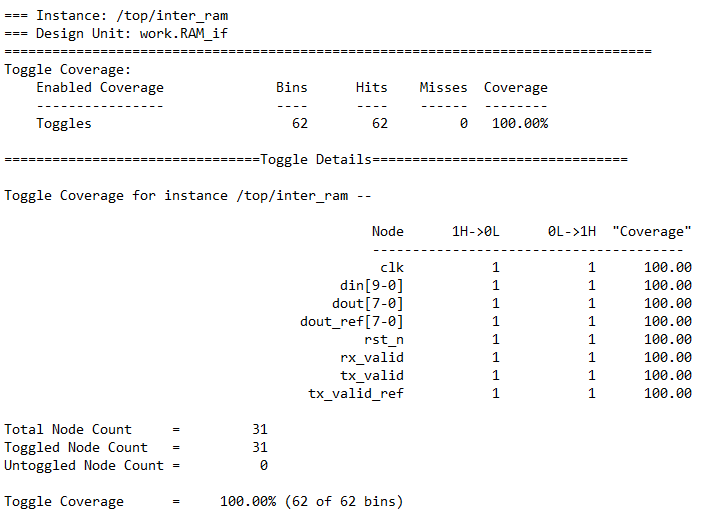 === Instance: /top/inter_ram
=== Design Unit: work.RAM_if
=================================================================================
Toggle Coverage:
    Enabled Coverage              Bins      Hits    Misses  Coverage
    ----------------              ----      ----    ------  --------
    Toggles                         62        62         0   100.00%

================================Toggle Details================================

Toggle Coverage for instance /top/inter_ram --

                                              Node      1H->0L      0L->1H  "Coverage"
                                              ---------------------------------------
                                               clk           1           1      100.00
                                          din[9-0]           1           1      100.00
                                         dout[7-0]           1           1      100.00
                                     dout_ref[7-0]           1           1      100.00
                                             rst_n           1           1      100.00
                                          rx_valid           1           1      100.00
                                          tx_valid           1           1      100.00
                                      tx_valid_ref           1           1      100.00

Total Node Count     =         31
Toggled Node Count   =         31
Untoggled Node Count =          0

Toggle Coverage      =     100.00% (62 of 62 bins)